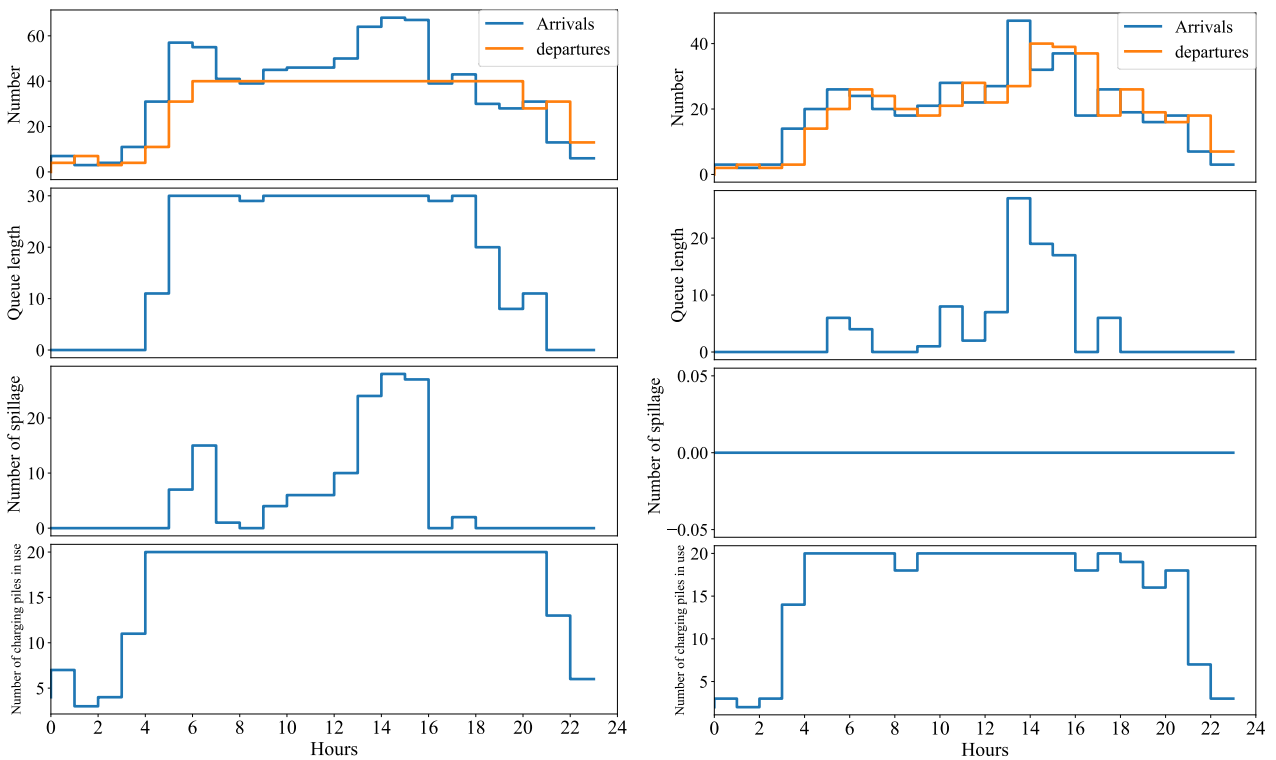 Arrivals
departures
Number
60
40
20
0
Queue length
30
20
10
0
Number of spillage
20
10
0
Number of charging piles in use
20
15
10
5
0 2 4 6 8 10 12 14 16 18 20 22 24
Hours
Arrivals
departures
Number
40
20
0
Queue length
20
10
0
Number of spillage
0.05
0.00
−0.05
Number of charging piles in use
20
15
10
5
0 2 4 6 8 10 12 14 16 18 20 22 24
Hours